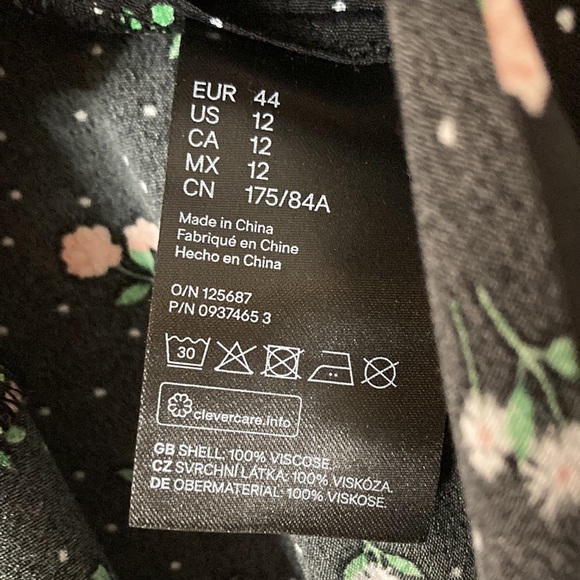 EUR 44
US 12
CA 12
MX 12
CN 175/84A
Made in China
Fabriqué en Chine
Hecho en China
O/N 125687
P/N 0937465 3
30
clevercare.info
GB SHELL: 100% VISCOSE.
CZ SVRCHNÍ LÁTKA: 100% VISKÓZA.
DE OBERMATERIAL: 100% VISKOSE.